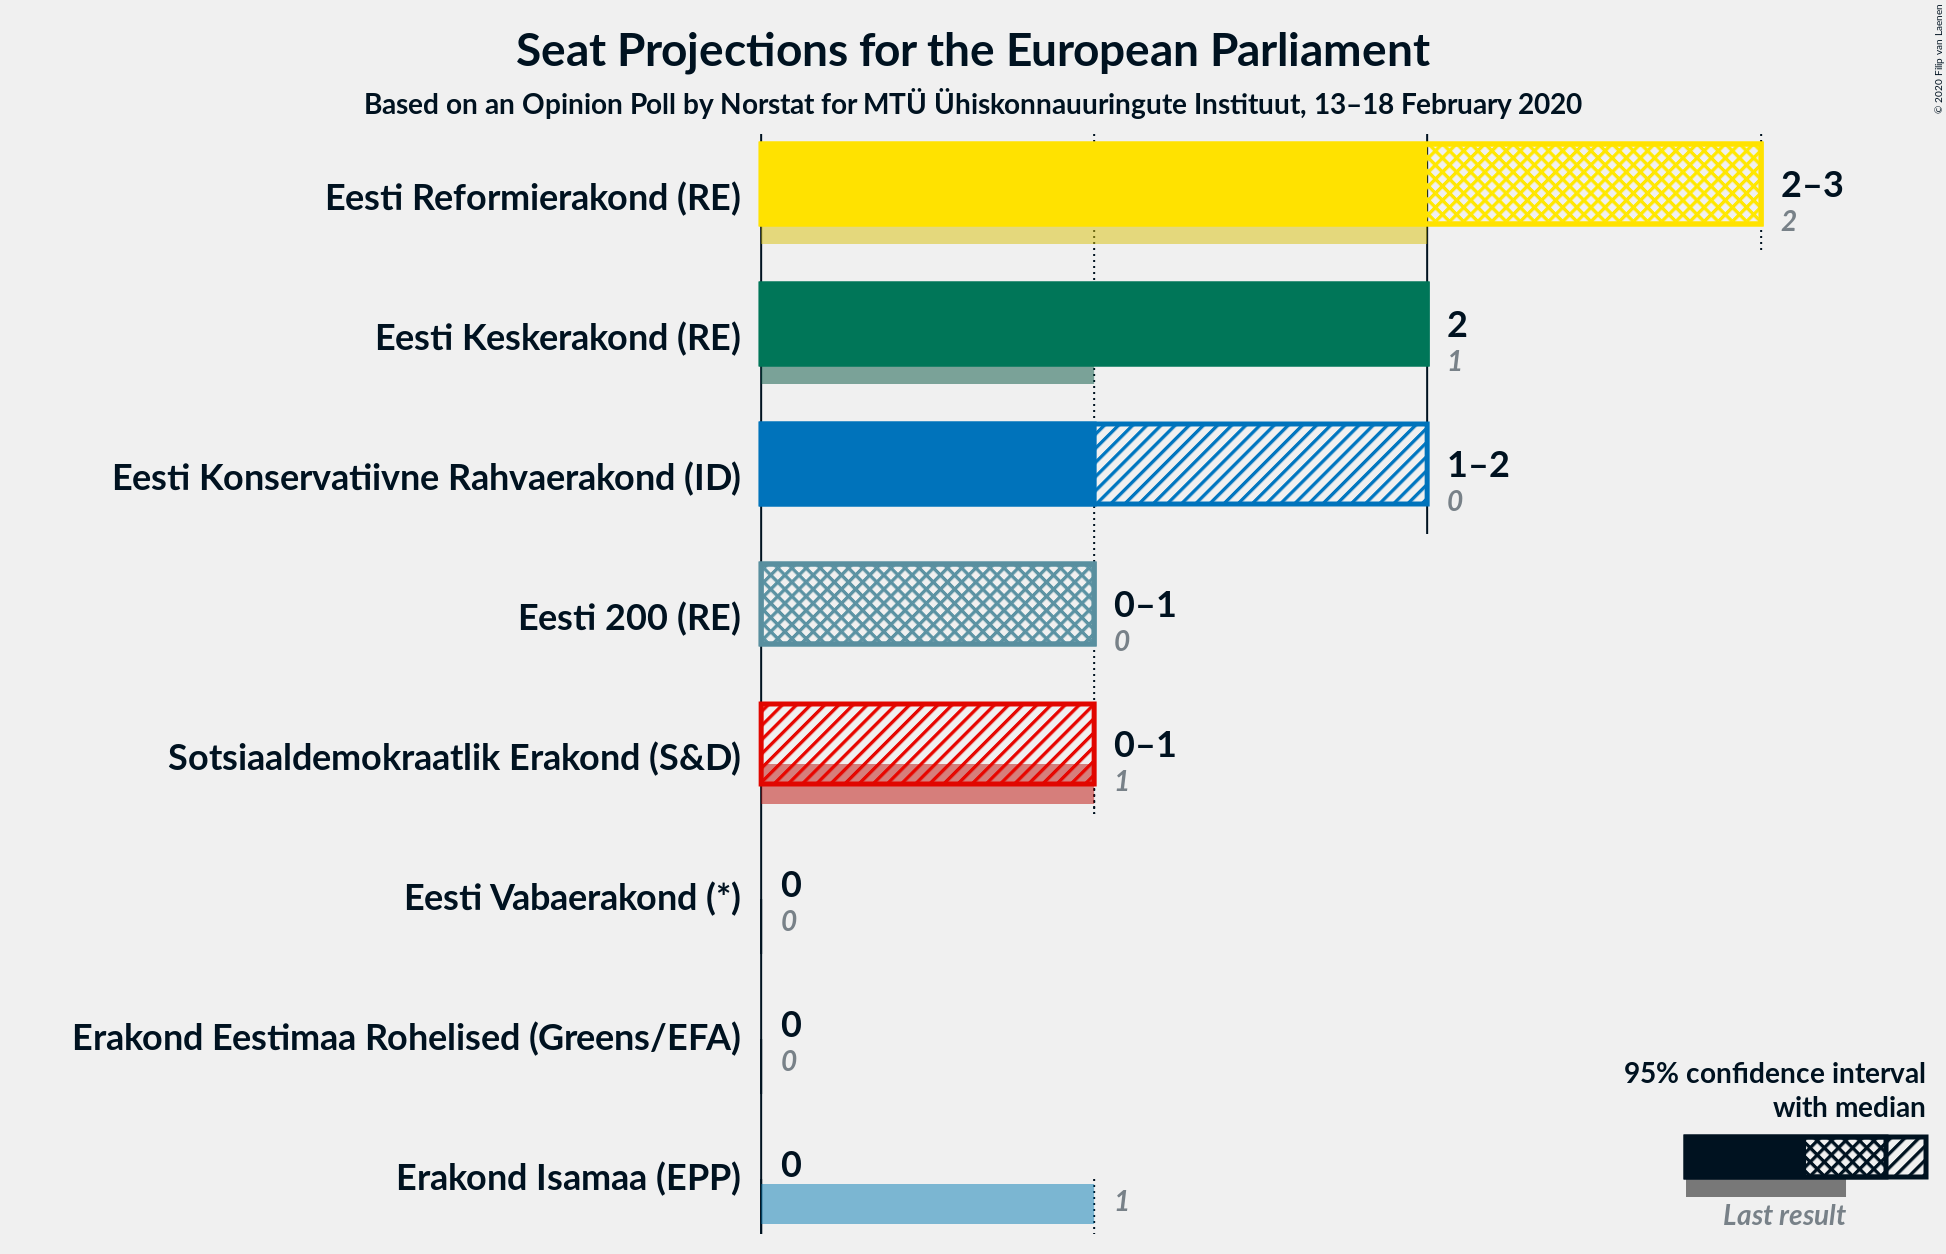 Seat Projections for the European Parliament
Based on an Opinion Poll by Norstat for MTÜ Ühiskonnauuringute Instituut, 13–18 February 2020
© 2020 Filip van Laenen
Eesti Reformierakond (RE)
2–3
2
Eesti Keskerakond (RE)
2
1
Eesti Konservatiivne Rahvaerakond (ID)
1–2
0
Eesti 200 (RE)
0–1
0
Sotsiaaldemokraatlik Erakond (S&D)
0–1
1
Eesti Vabaerakond (*)
0
0
Erakond Eestimaa Rohelised (Greens/EFA)
0
0
Erakond Isamaa (EPP)
0
1
95% confidence interval
with median
Last result